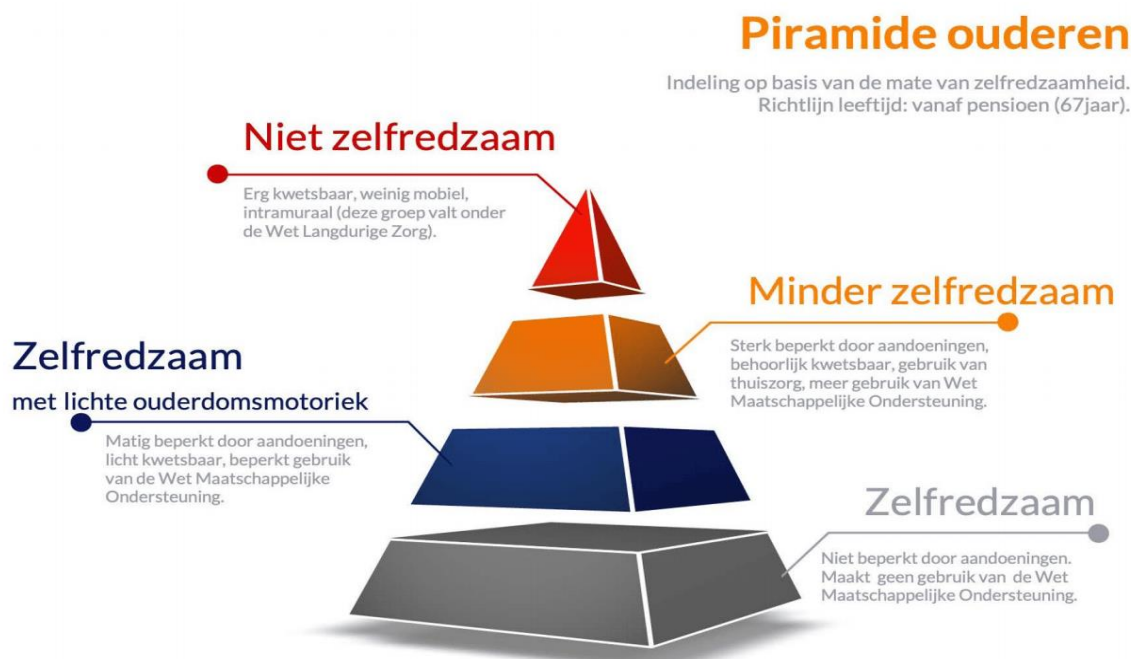 Piramide ouderen
Indeling op basis van de mate van zelfredzaamheid.
Richtlijn leeftijd: vanaf pensioen (67jaar).
Niet zelfredzaam
Erg kwetsbaar, weinig mobiel,
intramuraal (deze groep valt onder
de Wet Langdurige Zorg).
Minder zelfredzaam
Sterk beperkt door aandoeningen,
behoorlijk kwetsbaar, gebruik van
thuiszorg, meer gebruik van Wet
Maatschappelijke Ondersteuning.
Zelfredzaam
met lichte ouderdomsmotoriek
Matig beperkt door aandoeningen,
licht kwetsbaar, beperkt gebruik
van de Wet Maatschappelijke
Ondersteuning.
Zelfredzaam
Niet beperkt door aandoeningen.
Maakt geen gebruik van de Wet
Maatschappelijke Ondersteuning.